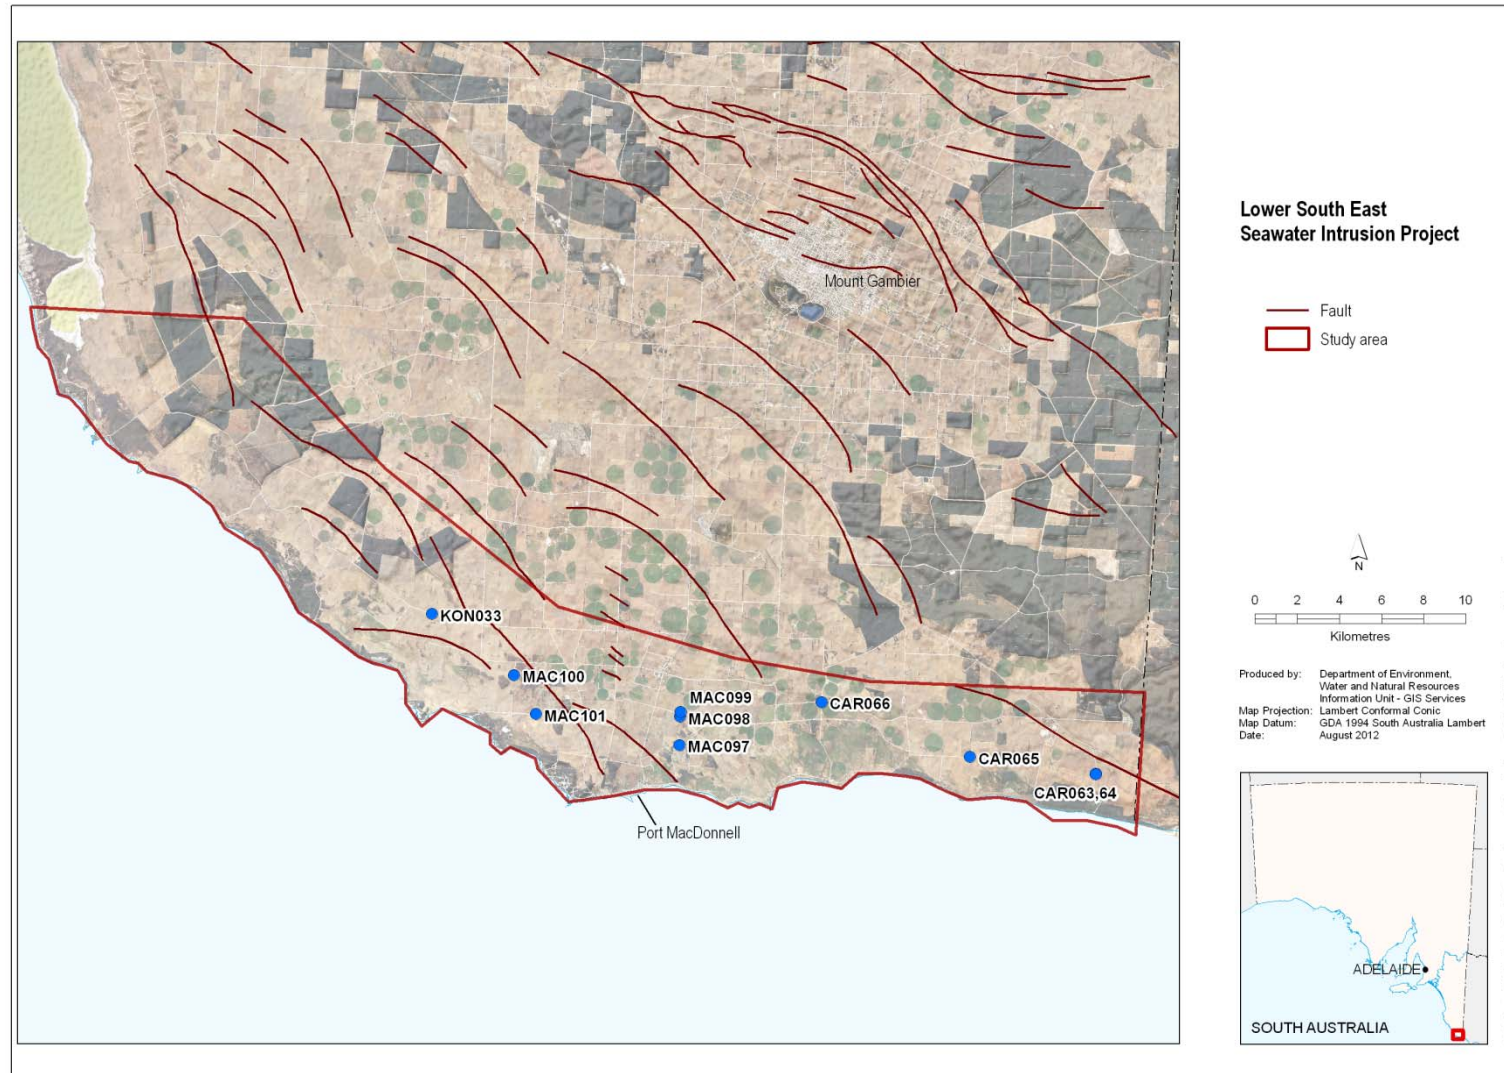 Mount Gambier
KON033
MAC100
MAC101
MAC099
MAC098
MAC097
CAR066
CAR065
CAR063,64
Port MacDonnell
Lower South East
Seawater Intrusion Project
Fault
Study area
N
0 2 4 6 8 10
Kilometres
Produced by: Department of Environment,
Water and Natural Resources
Information Unit - GIS Services
Map Projection: Lambert Conformal Conic
Map Datum: GDA 1994 South Australia Lambert
Date: August 2012
ADELAIDE
SOUTH AUSTRALIA